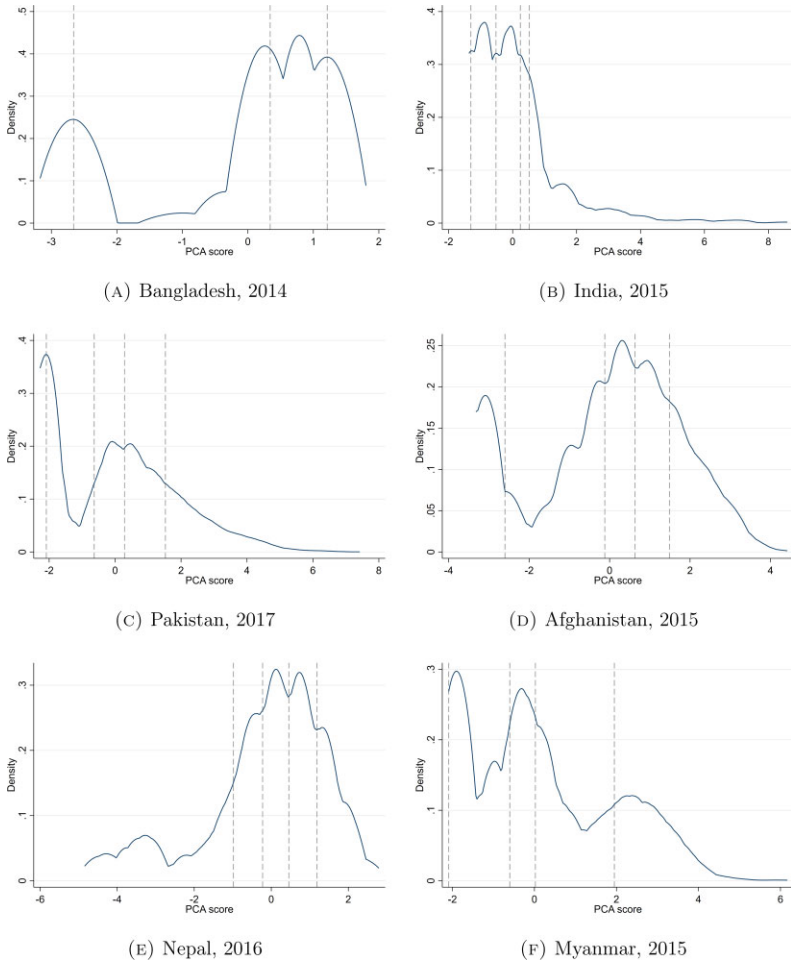 .5
.4
.3
.2
.1
0
Density
-3 -2 -1 0 1 2
PCA score
(A) Bangladesh, 2014
.4
.3
.2
.1
0
Density
-2 0 2 4 6 8
PCA score
(B) India, 2015
.4
.3
.2
.1
0
Density
-2 0 2 4 6 8
PCA score
(C) Pakistan, 2017
.25
.2
.15
.1
.05
0
Density
-4 -2 0 2 4
PCA score
(D) Afghanistan, 2015
.3
.2
.1
0
Density
-6 -4 -2 0 2
PCA score
(E) Nepal, 2016
.3
.2
.1
0
Density
-2 0 2 4 6
PCA score
(F) Myanmar, 2015